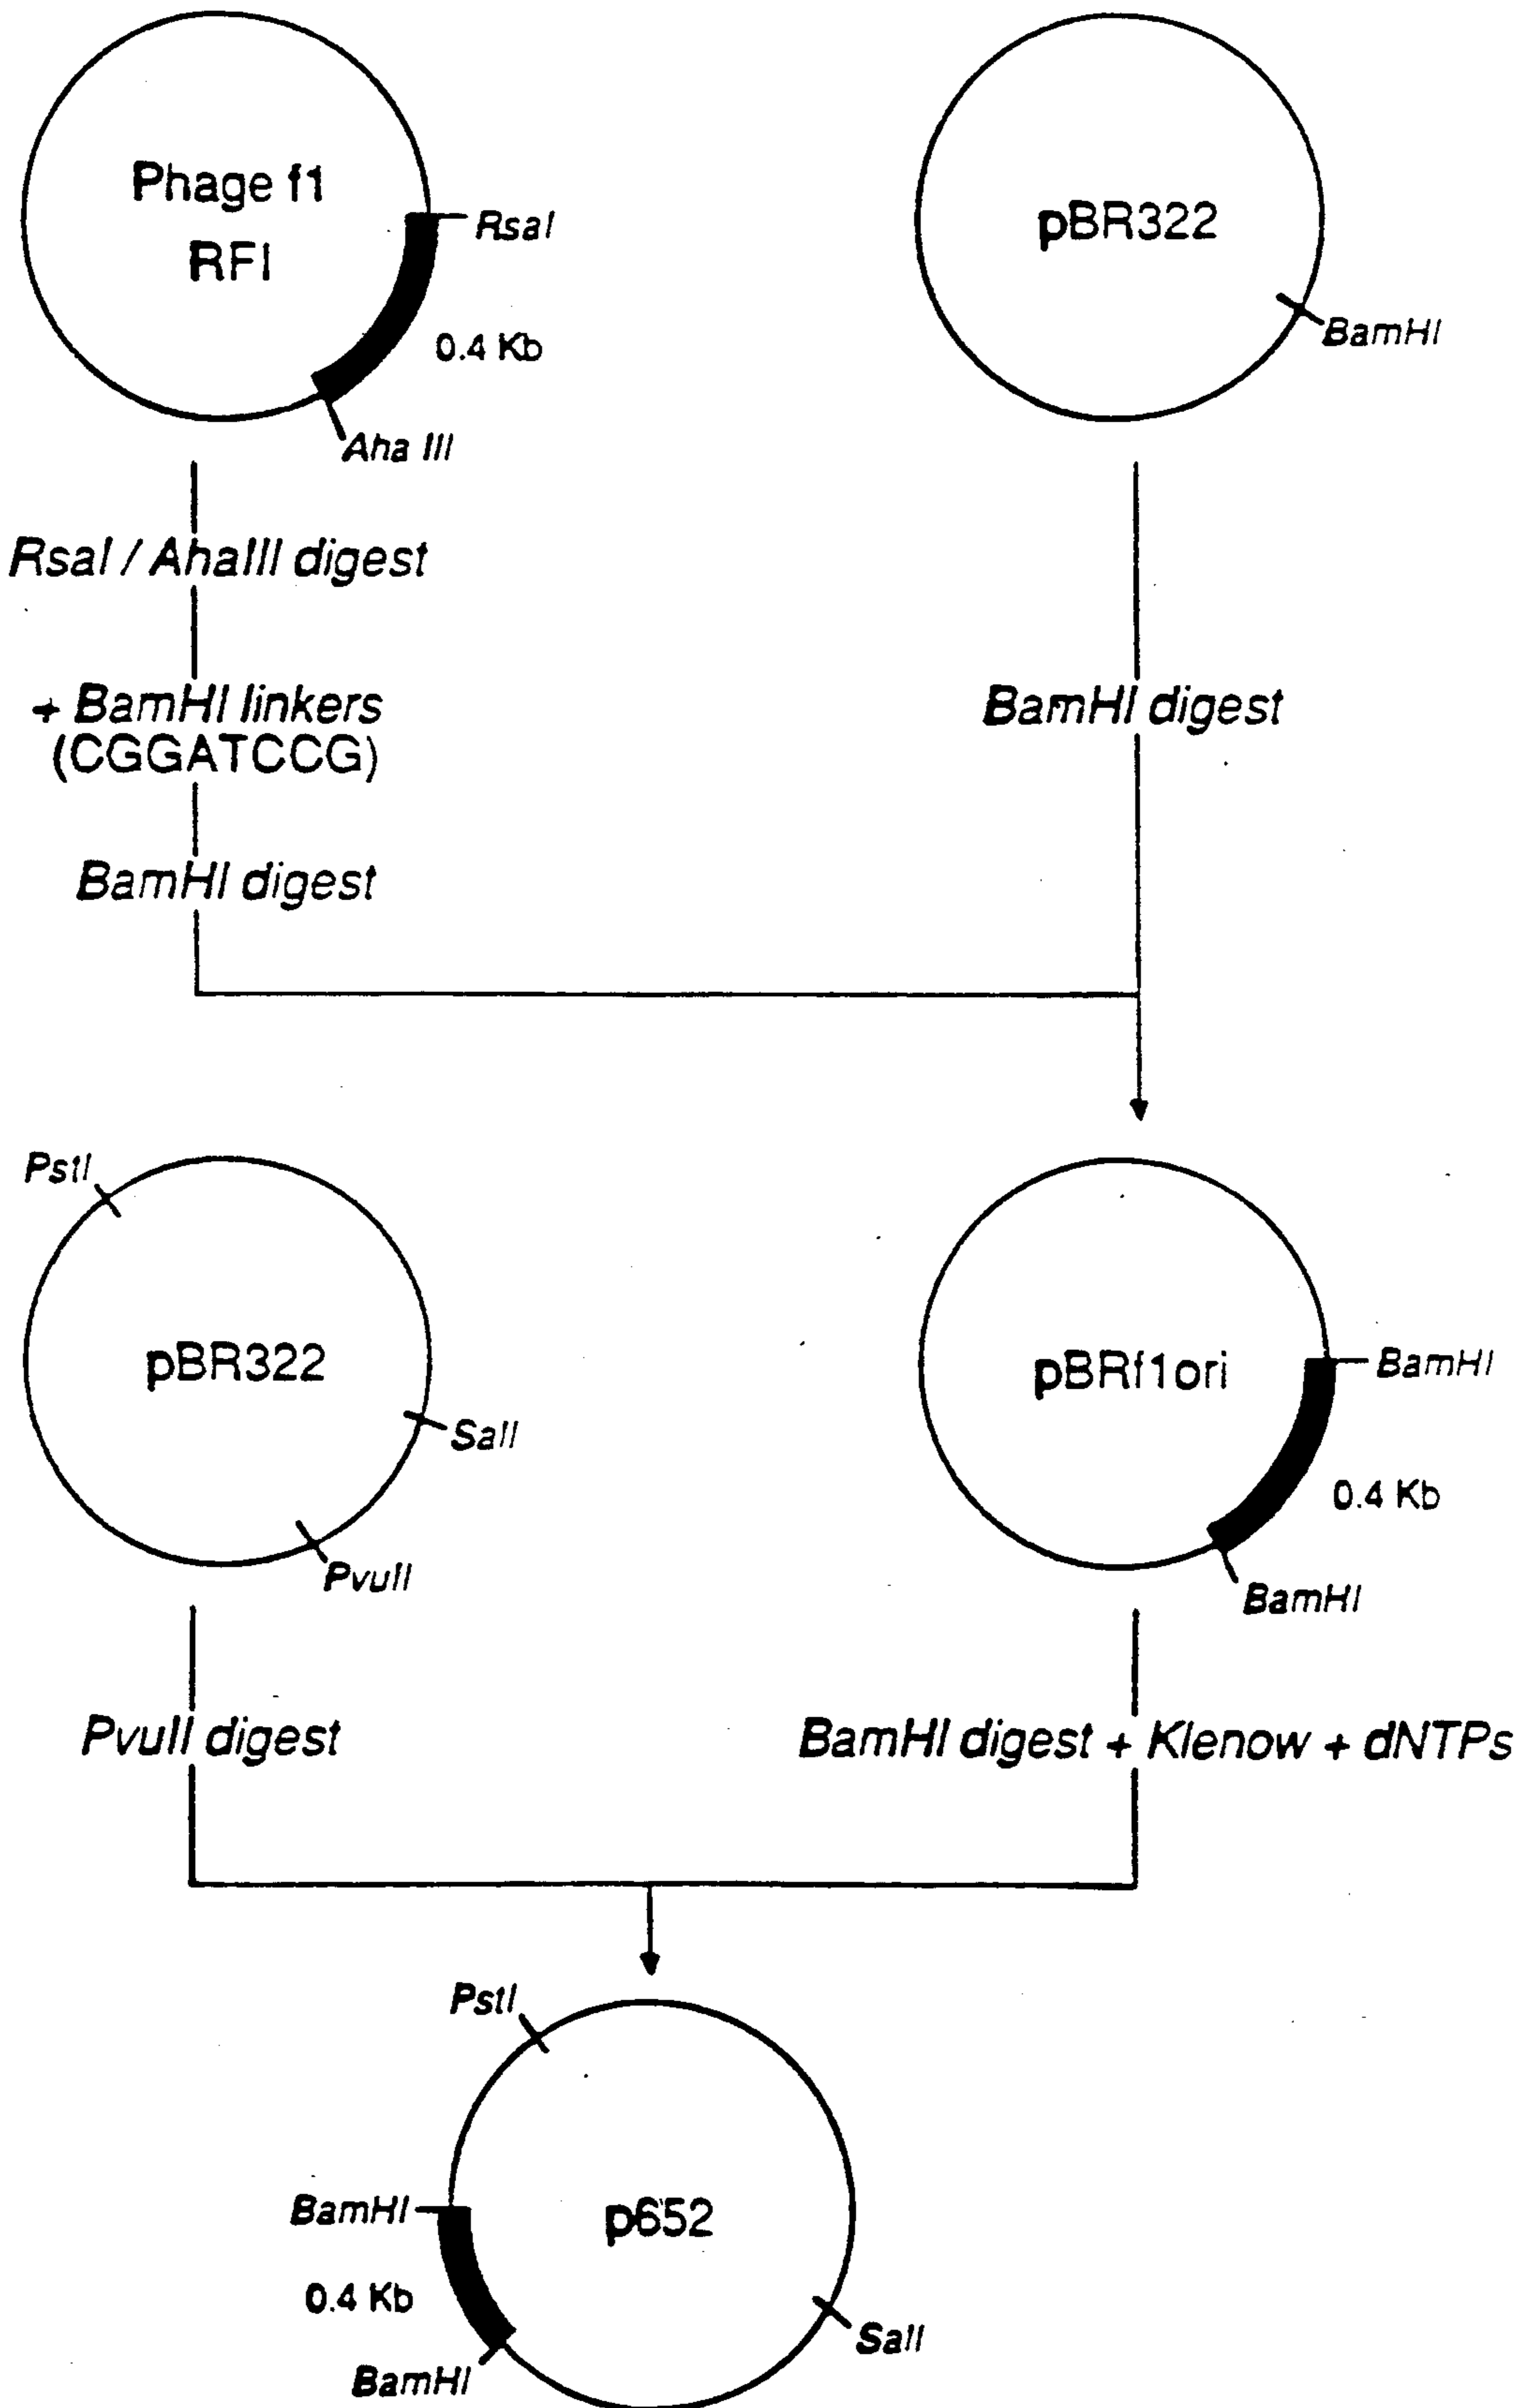 Phage f1
RFI
RsaI
0.4 Kb
Aha III
pBR322
BamHI
RsaI / AhaIII digest
+ BamHI linkers
(CGGATCCG)
BamHI digest
BamHI digest
PstI
pBR322
SalI
PvuII
pBRf1ori
BamHI
0.4 Kb
BamHI
PvuII digest
BamHI digest + Klenow + dNTPs
PstI
BamHI
p652
0.4 Kb
SalI
BamHI